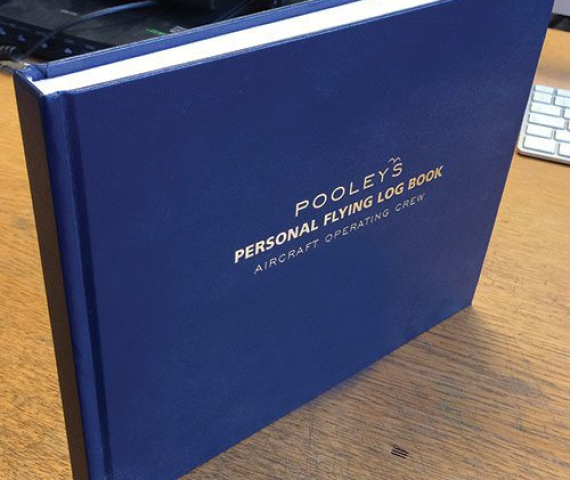 POOLEYS
PERSONAL FLYING LOG BOOK
AIRCRAFT OPERATING CREW